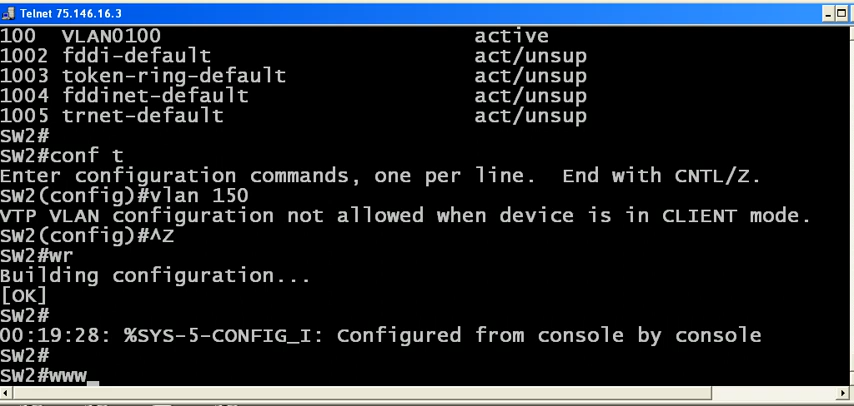 Telnet 75.146.16.3
100  VLAN0100                         active
1002 fddi-default                     act/unsup
1003 token-ring-default               act/unsup
1004 fddinet-default                  act/unsup
1005 trnet-default                    act/unsup
SW2#
SW2#conf t
Enter configuration commands, one per line.  End with CNTL/Z.
SW2(config)#vlan 150
VTP VLAN configuration not allowed when device is in CLIENT mode.
SW2(config)#^Z
SW2#wr
Building configuration...
[OK]
SW2#
00:19:28: %SYS-5-CONFIG_I: Configured from console by console
SW2#
SW2#www_